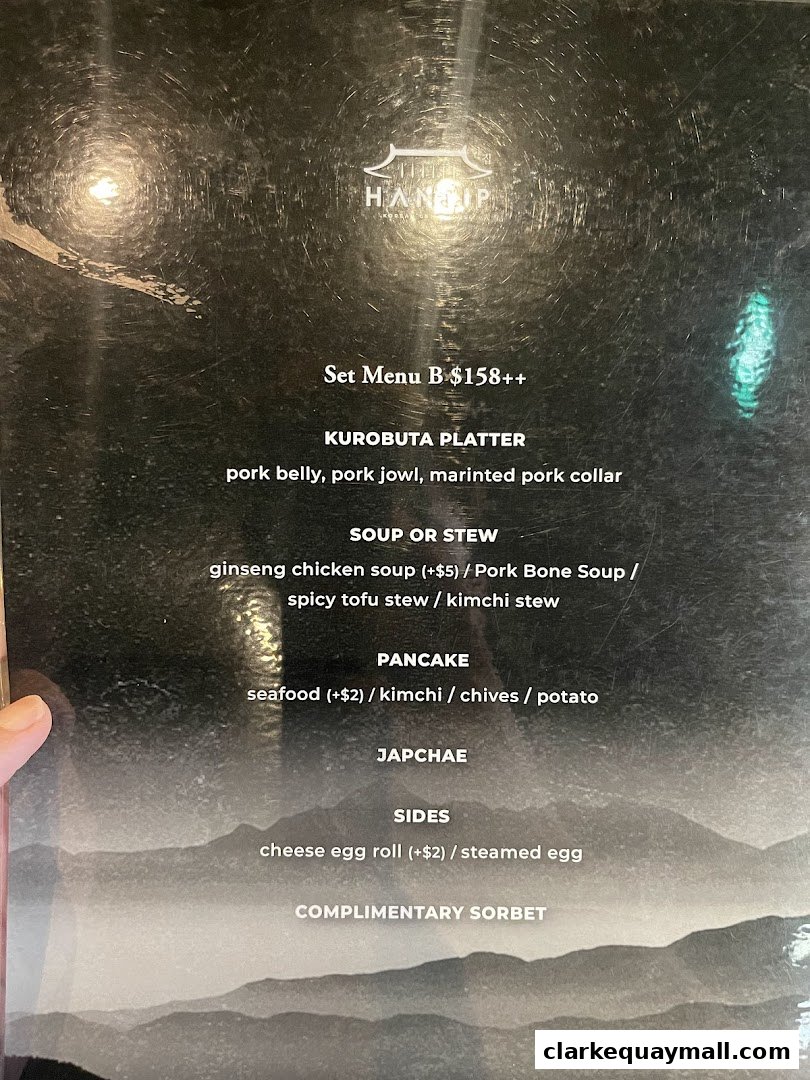 Set Menu B $158++
KUROBUTA PLATTER
pork belly, pork jowl, marinted pork collar
SOUP OR STEW
ginseng chicken soup (+$5) / Pork Bone Soup /
spicy tofu stew / kimchi stew
PANCAKE
seafood (+$2) / kimchi / chives / potato
JAPCHAE
SIDES
cheese egg roll (+$2) / steamed egg
COMPLIMENTARY SORBET
clarkequaymall.com